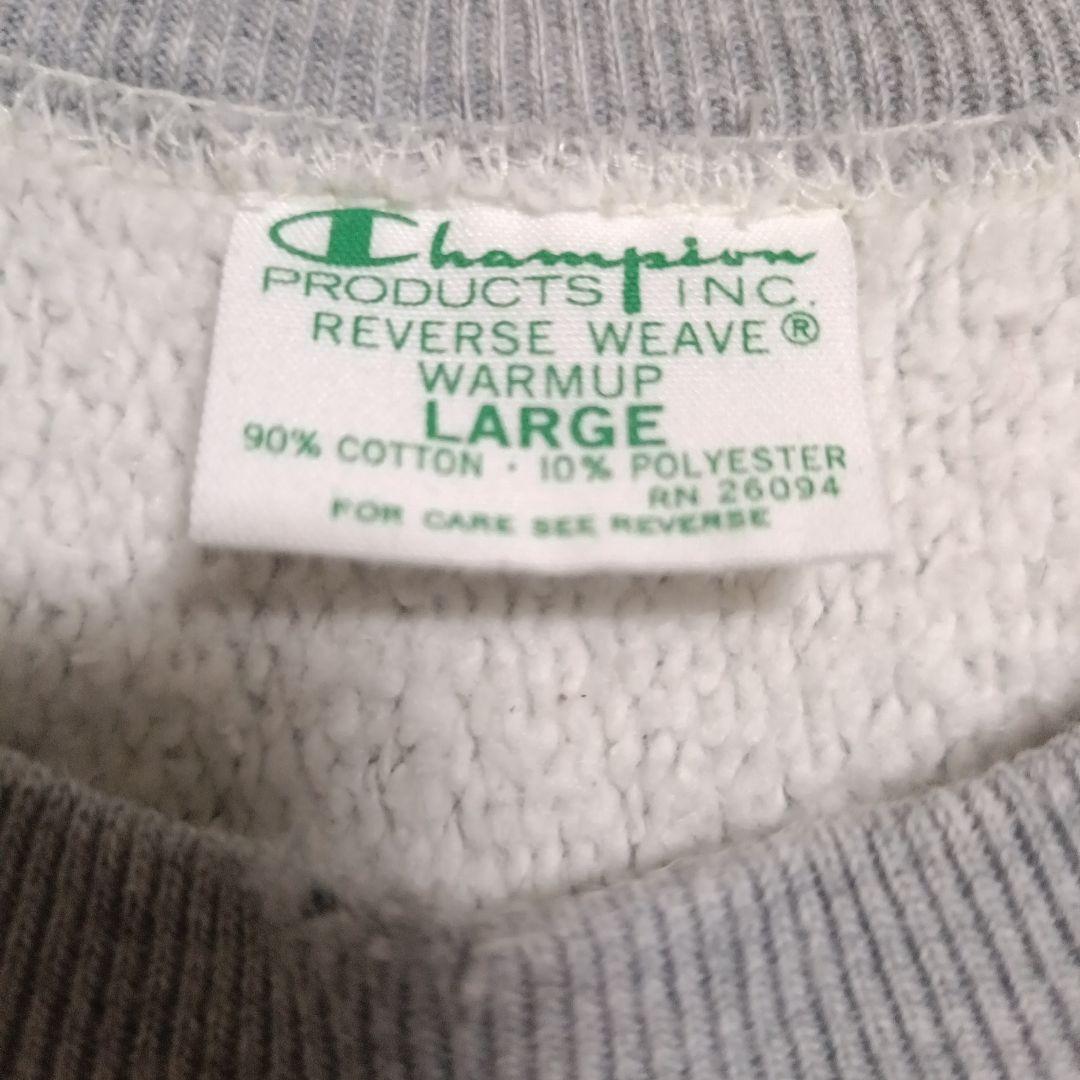 Champion
PRODUCTS INC.
REVERSE WEAVE®
WARMUP
LARGE
90% COTTON · 10% POLYESTER
RN 26094
FOR CARE SEE REVERSE